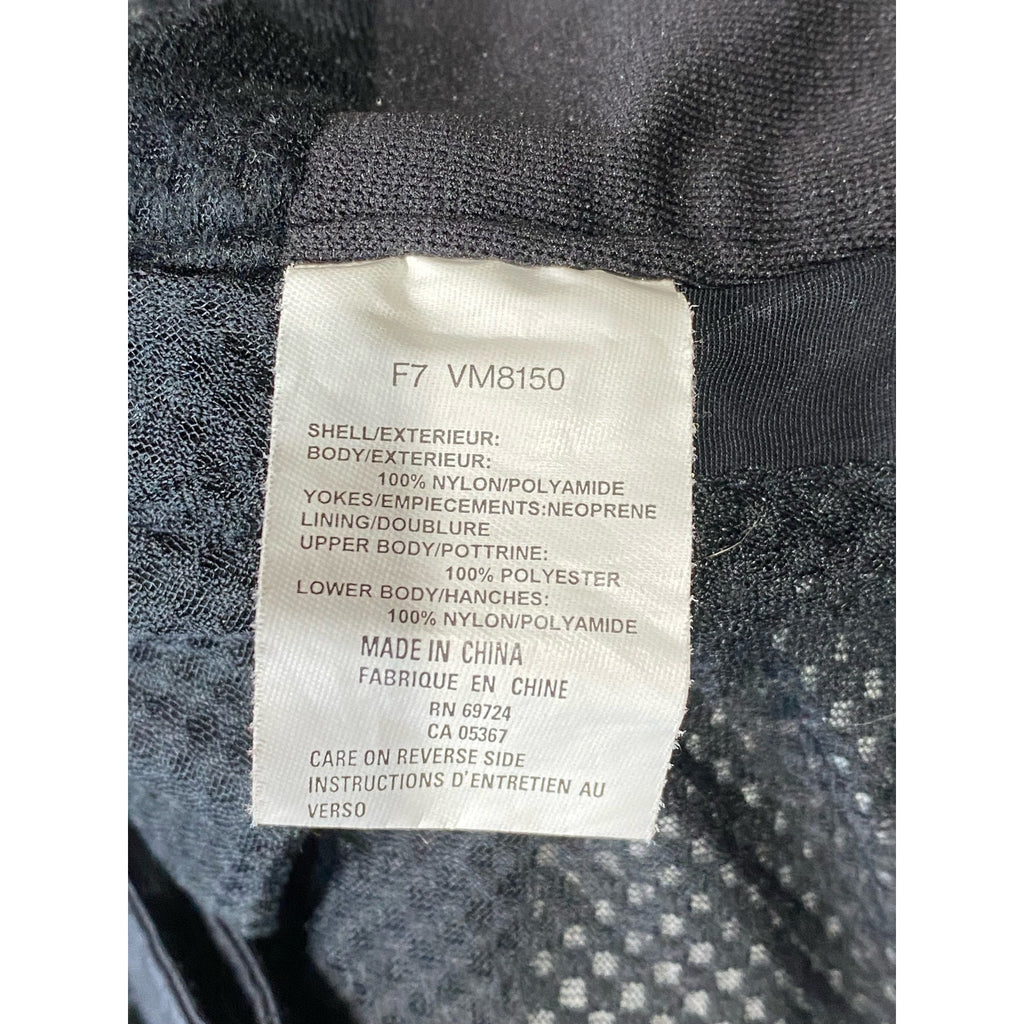 F7 VM8150
SHELL/EXTERIEUR:
BODY/EXTERIEUR:
100% NYLON/POLYAMIDE
YOKES/EMPIECEMENTS:NEOPRENE
LINING/DOUBLURE
UPPER BODY/POTTRINE:
100% POLYESTER
LOWER BODY/HANCHES:
100% NYLON/POLYAMIDE
MADE IN CHINA
FABRIQUE EN CHINE
RN 69724
CA 05367
CARE ON REVERSE SIDE
INSTRUCTIONS D'ENTRETIEN AU
VERSO